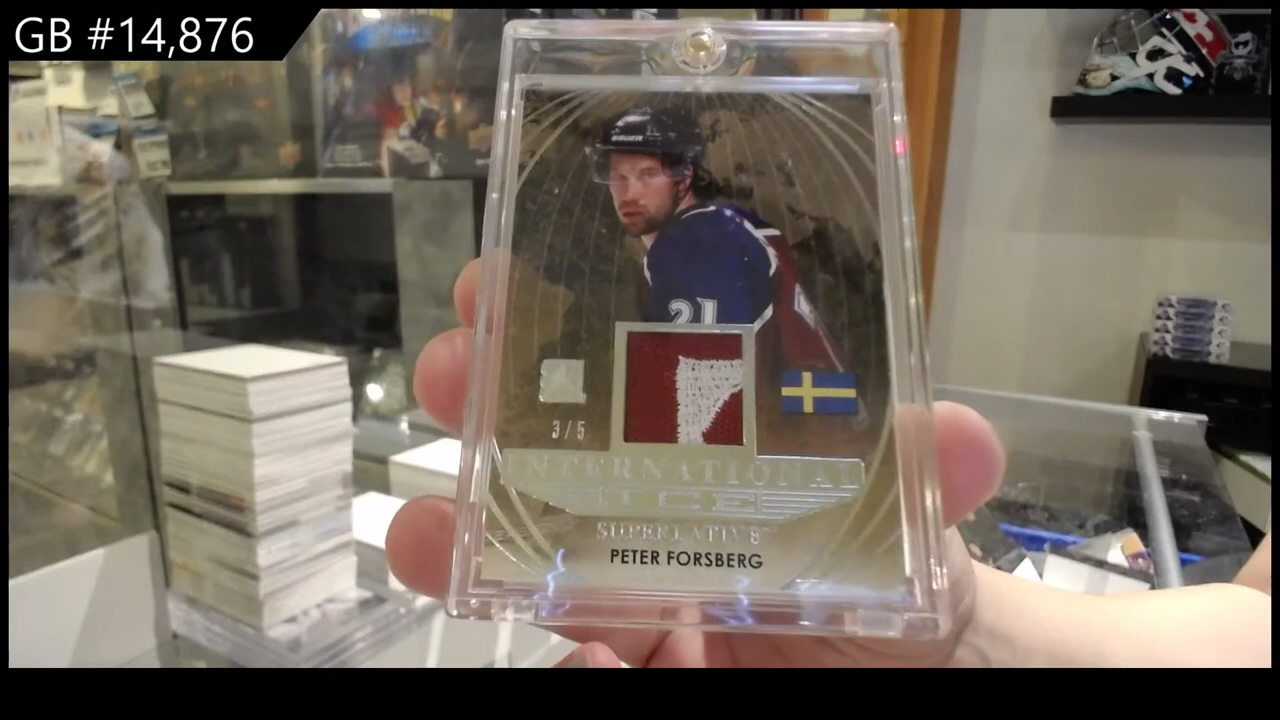 GB #14,876
BAUER
21
3/5
INTERNATIONAL
ICE
SUPERLATIVE
PETER FORSBERG